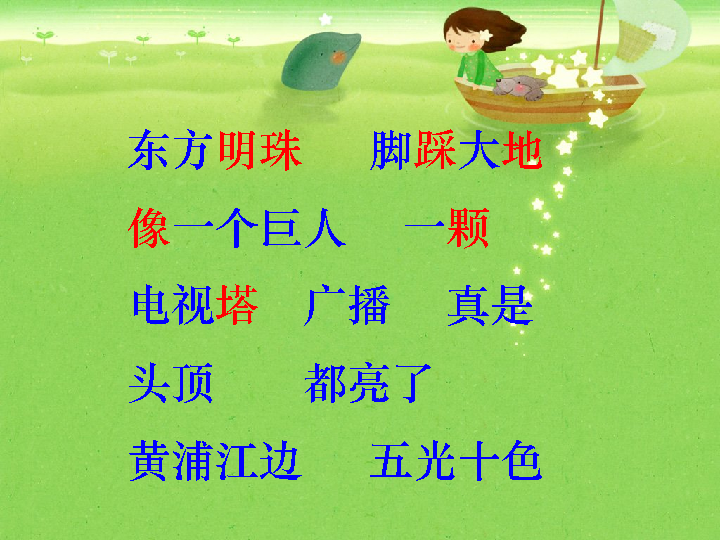 东方明珠 脚踩大地
像一个巨人 一颗
电视塔 广播 真是
头顶 都亮了
黄浦江边 五光十色